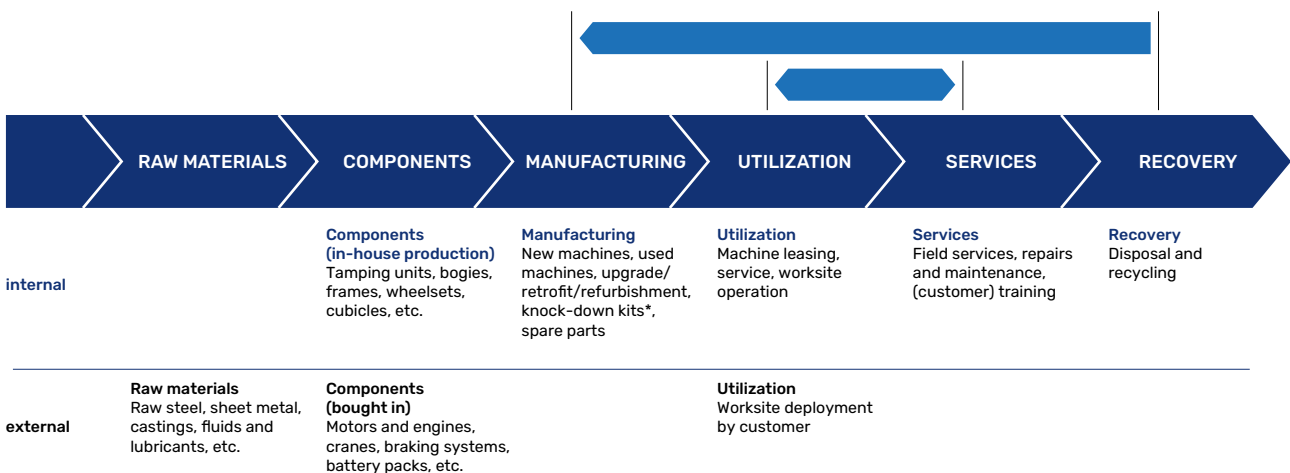 RAW MATERIALS
COMPONENTS
MANUFACTURING
UTILIZATION
SERVICES
RECOVERY
internal
Components
(in-house production)
Tamping units, bogies,
frames, wheelsets,
cubicles, etc.
Manufacturing
New machines, used
machines, upgrade/
retrofit/refurbishment,
knock-down kits*,
spare parts
Utilization
Machine leasing,
service, worksite
operation
Services
Field services, repairs
and maintenance,
(customer) training
Recovery
Disposal and
recycling
external
Raw materials
Raw steel, sheet metal,
castings, fluids and
lubricants, etc.
Components
(bought in)
Motors and engines,
cranes, braking systems,
battery packs, etc.
Utilization
Worksite deployment
by customer